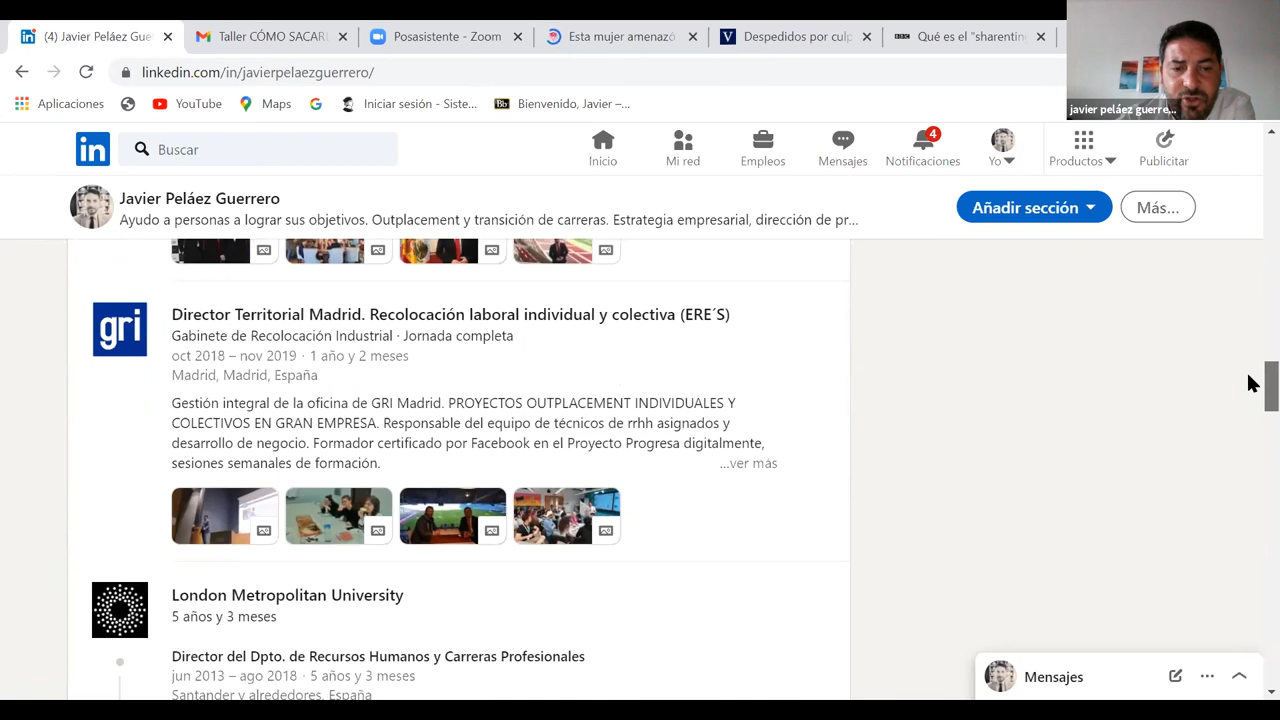 (4) Javier Peláez Gue
Taller CÓMO SACAR
Posasistente - Zoom
Esta mujer amenazó
Despedidos por culp
BBC
Qué es el "sharenting
linkedin.com/in/javierpelaezguerrero/
javier peláez guerre...
Aplicaciones
YouTube
Maps
Iniciar sesión - Siste...
Bb
Bienvenido, Javier –...
in
Buscar
Inicio
Mi red
Empleos
Mensajes
4
Notificaciones
Yo
Productos
Publicitar
Javier Peláez Guerrero
Ayudo a personas a lograr sus objetivos. Outplacement y transición de carreras. Estrategia empresarial, dirección de pr...
Añadir sección
Más...
gri
Director Territorial Madrid. Recolocación laboral individual y colectiva (ERE´S)
Gabinete de Recolocación Industrial · Jornada completa
oct 2018 – nov 2019 · 1 año y 2 meses
Madrid, Madrid, España
Gestión integral de la oficina de GRI Madrid. PROYECTOS OUTPLACEMENT INDIVIDUALES Y
COLECTIVOS EN GRAN EMPRESA. Responsable del equipo de técnicos de rrhh asignados y
desarrollo de negocio. Formador certificado por Facebook en el Proyecto Progresa digitalmente,
sesiones semanales de formación.
...ver más
London Metropolitan University
5 años y 3 meses
Director del Dpto. de Recursos Humanos y Carreras Profesionales
jun 2013 – ago 2018 · 5 años y 3 meses
Santander y alrededores, España
Mensajes